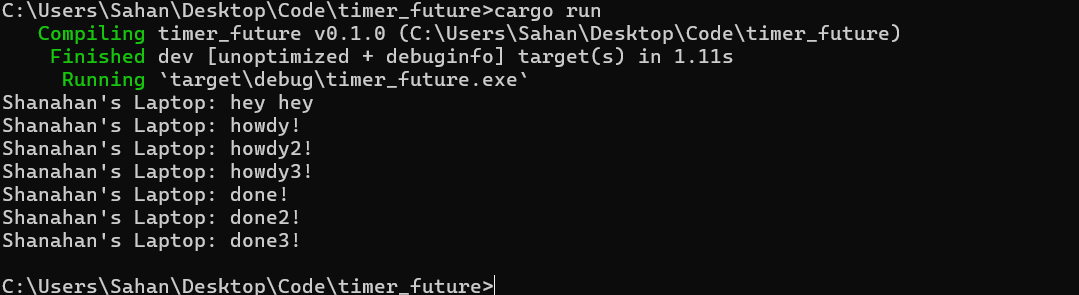 C:\Users\Sahan\Desktop\Code\timer_future>cargo run
   Compiling timer_future v0.1.0 (C:\Users\Sahan\Desktop\Code\timer_future)
    Finished dev [unoptimized + debuginfo] target(s) in 1.11s
     Running `target\debug\timer_future.exe`
Shanahan's Laptop: hey hey
Shanahan's Laptop: howdy!
Shanahan's Laptop: howdy2!
Shanahan's Laptop: howdy3!
Shanahan's Laptop: done!
Shanahan's Laptop: done2!
Shanahan's Laptop: done3!
C:\Users\Sahan\Desktop\Code\timer_future>